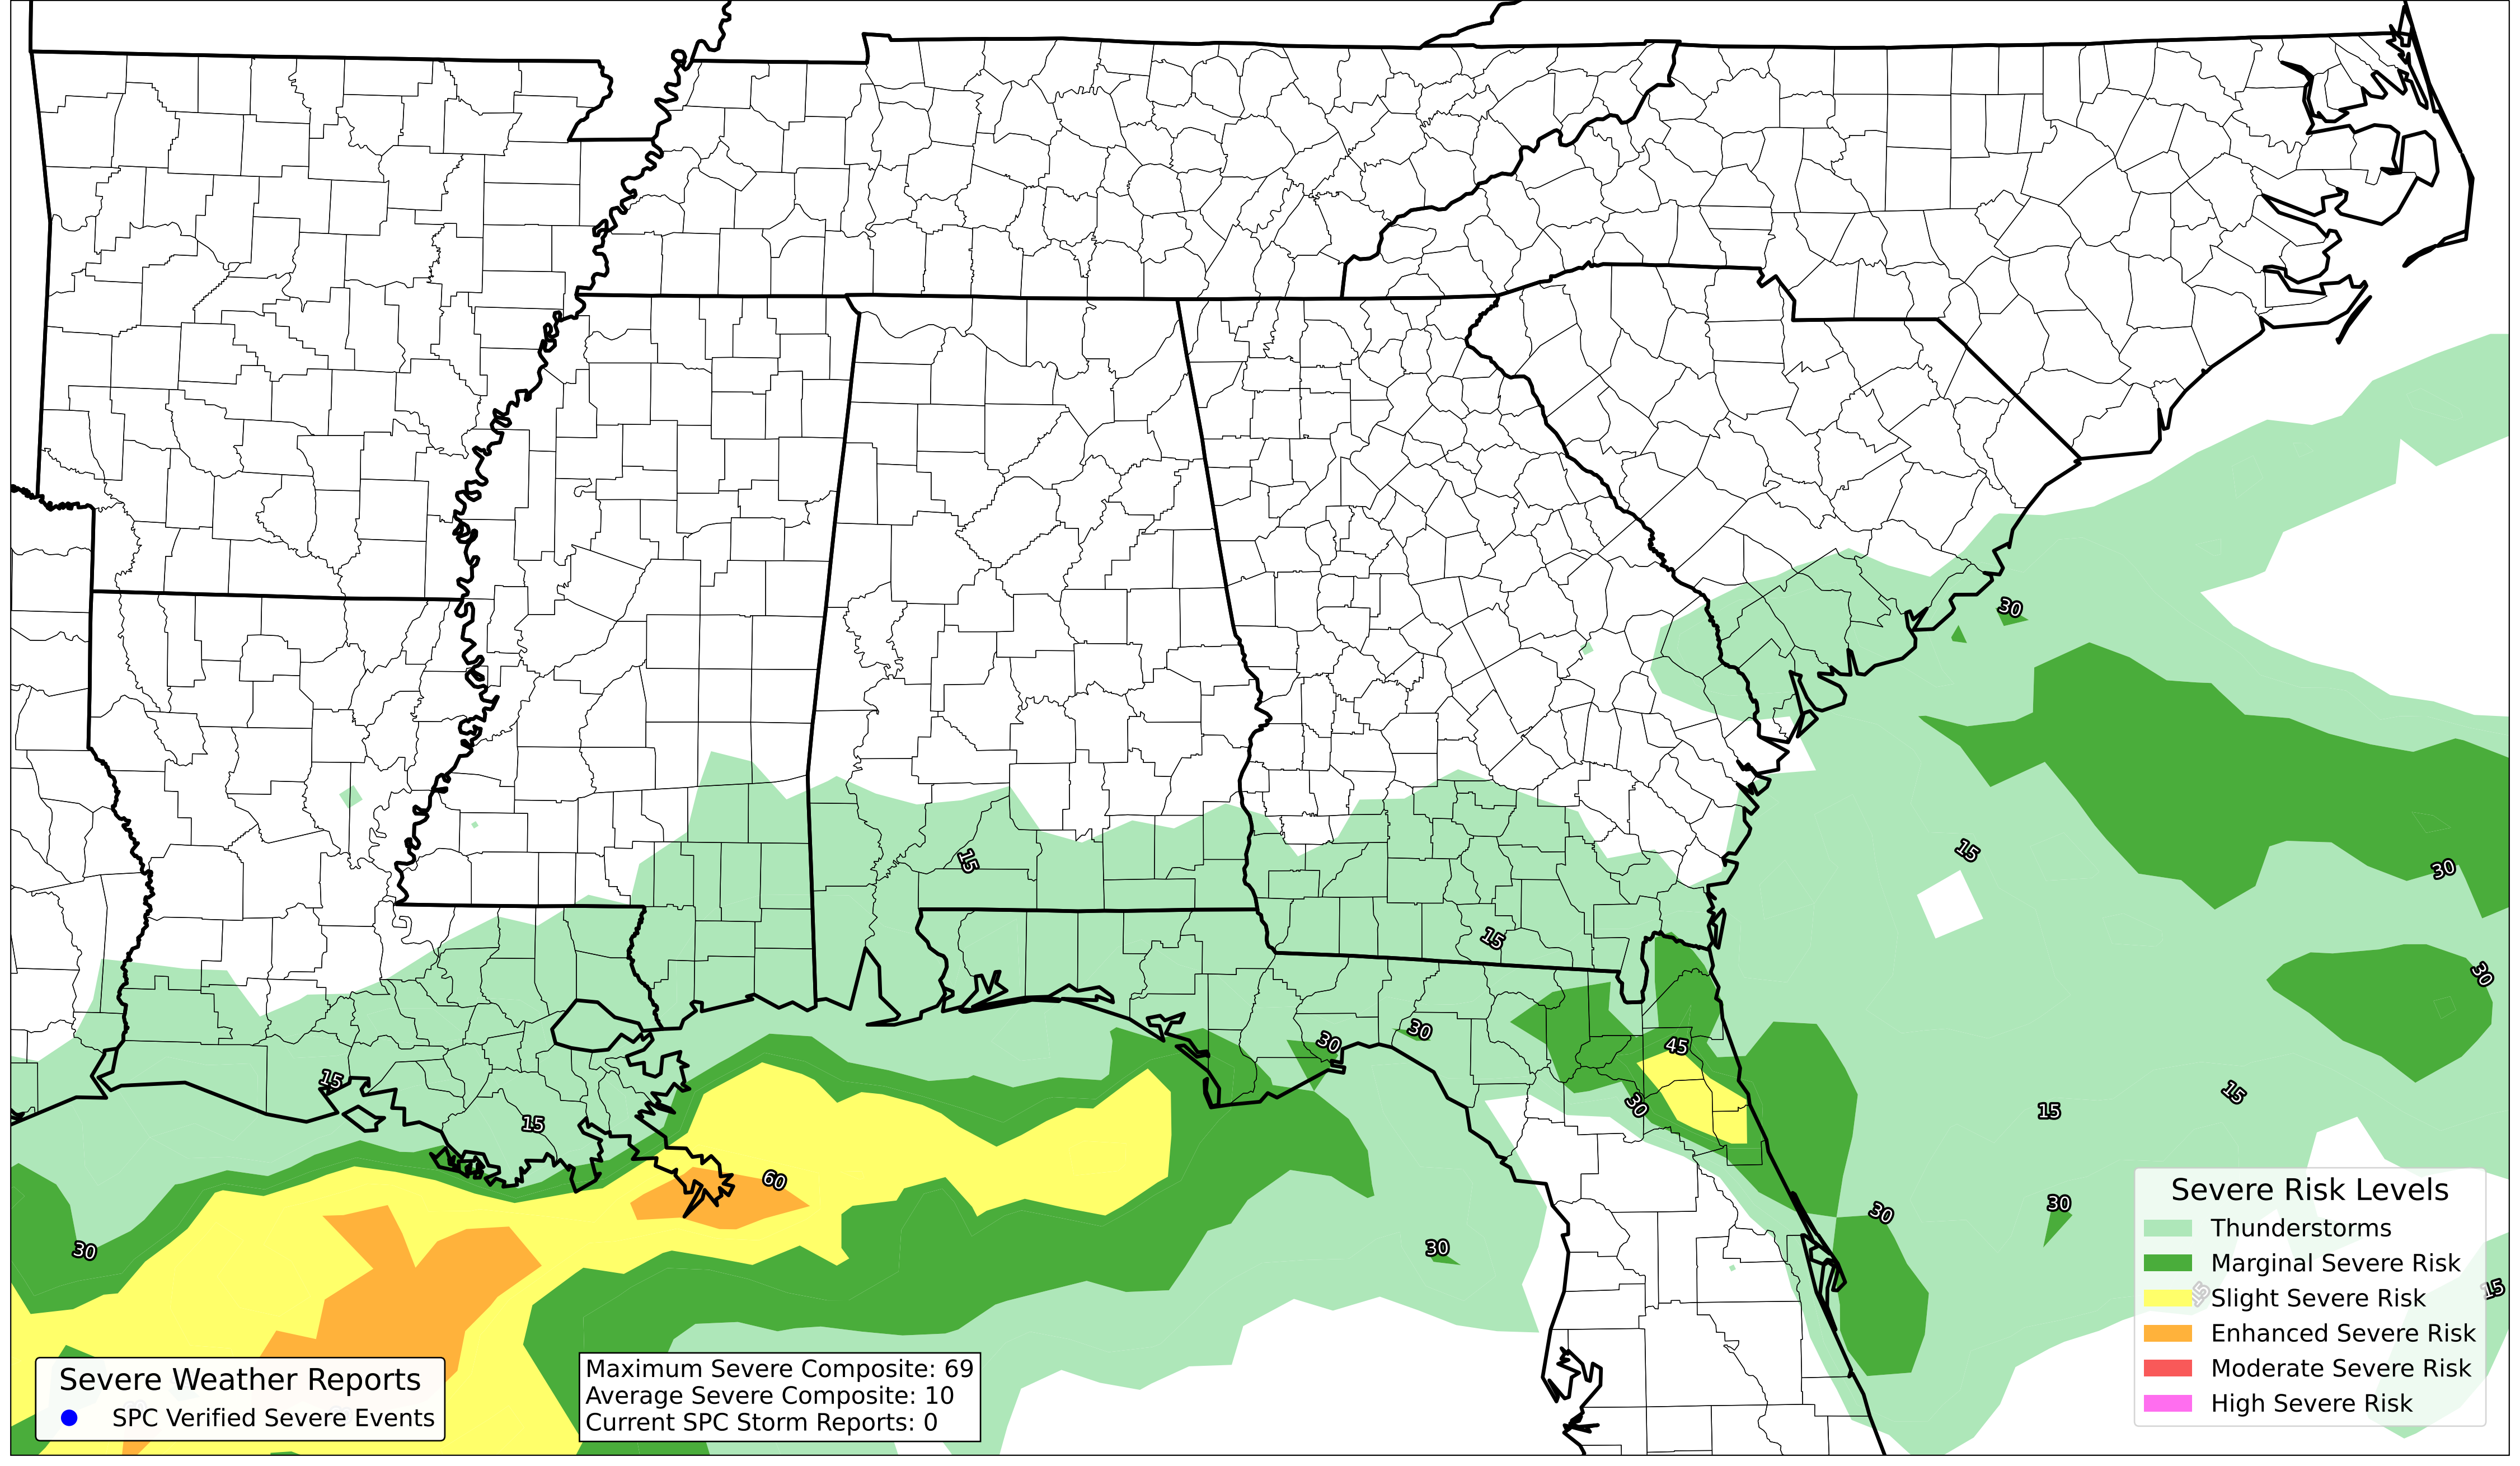 30
15
30
15
15
30
30
30
45
15
15
30
15
15
60
30
30
30
30
15
15
Severe Risk Levels
Thunderstorms
Marginal Severe Risk
Slight Severe Risk
Enhanced Severe Risk
Moderate Severe Risk
High Severe Risk
Severe Weather Reports
SPC Verified Severe Events
Maximum Severe Composite: 69
Average Severe Composite: 10
Current SPC Storm Reports: 0